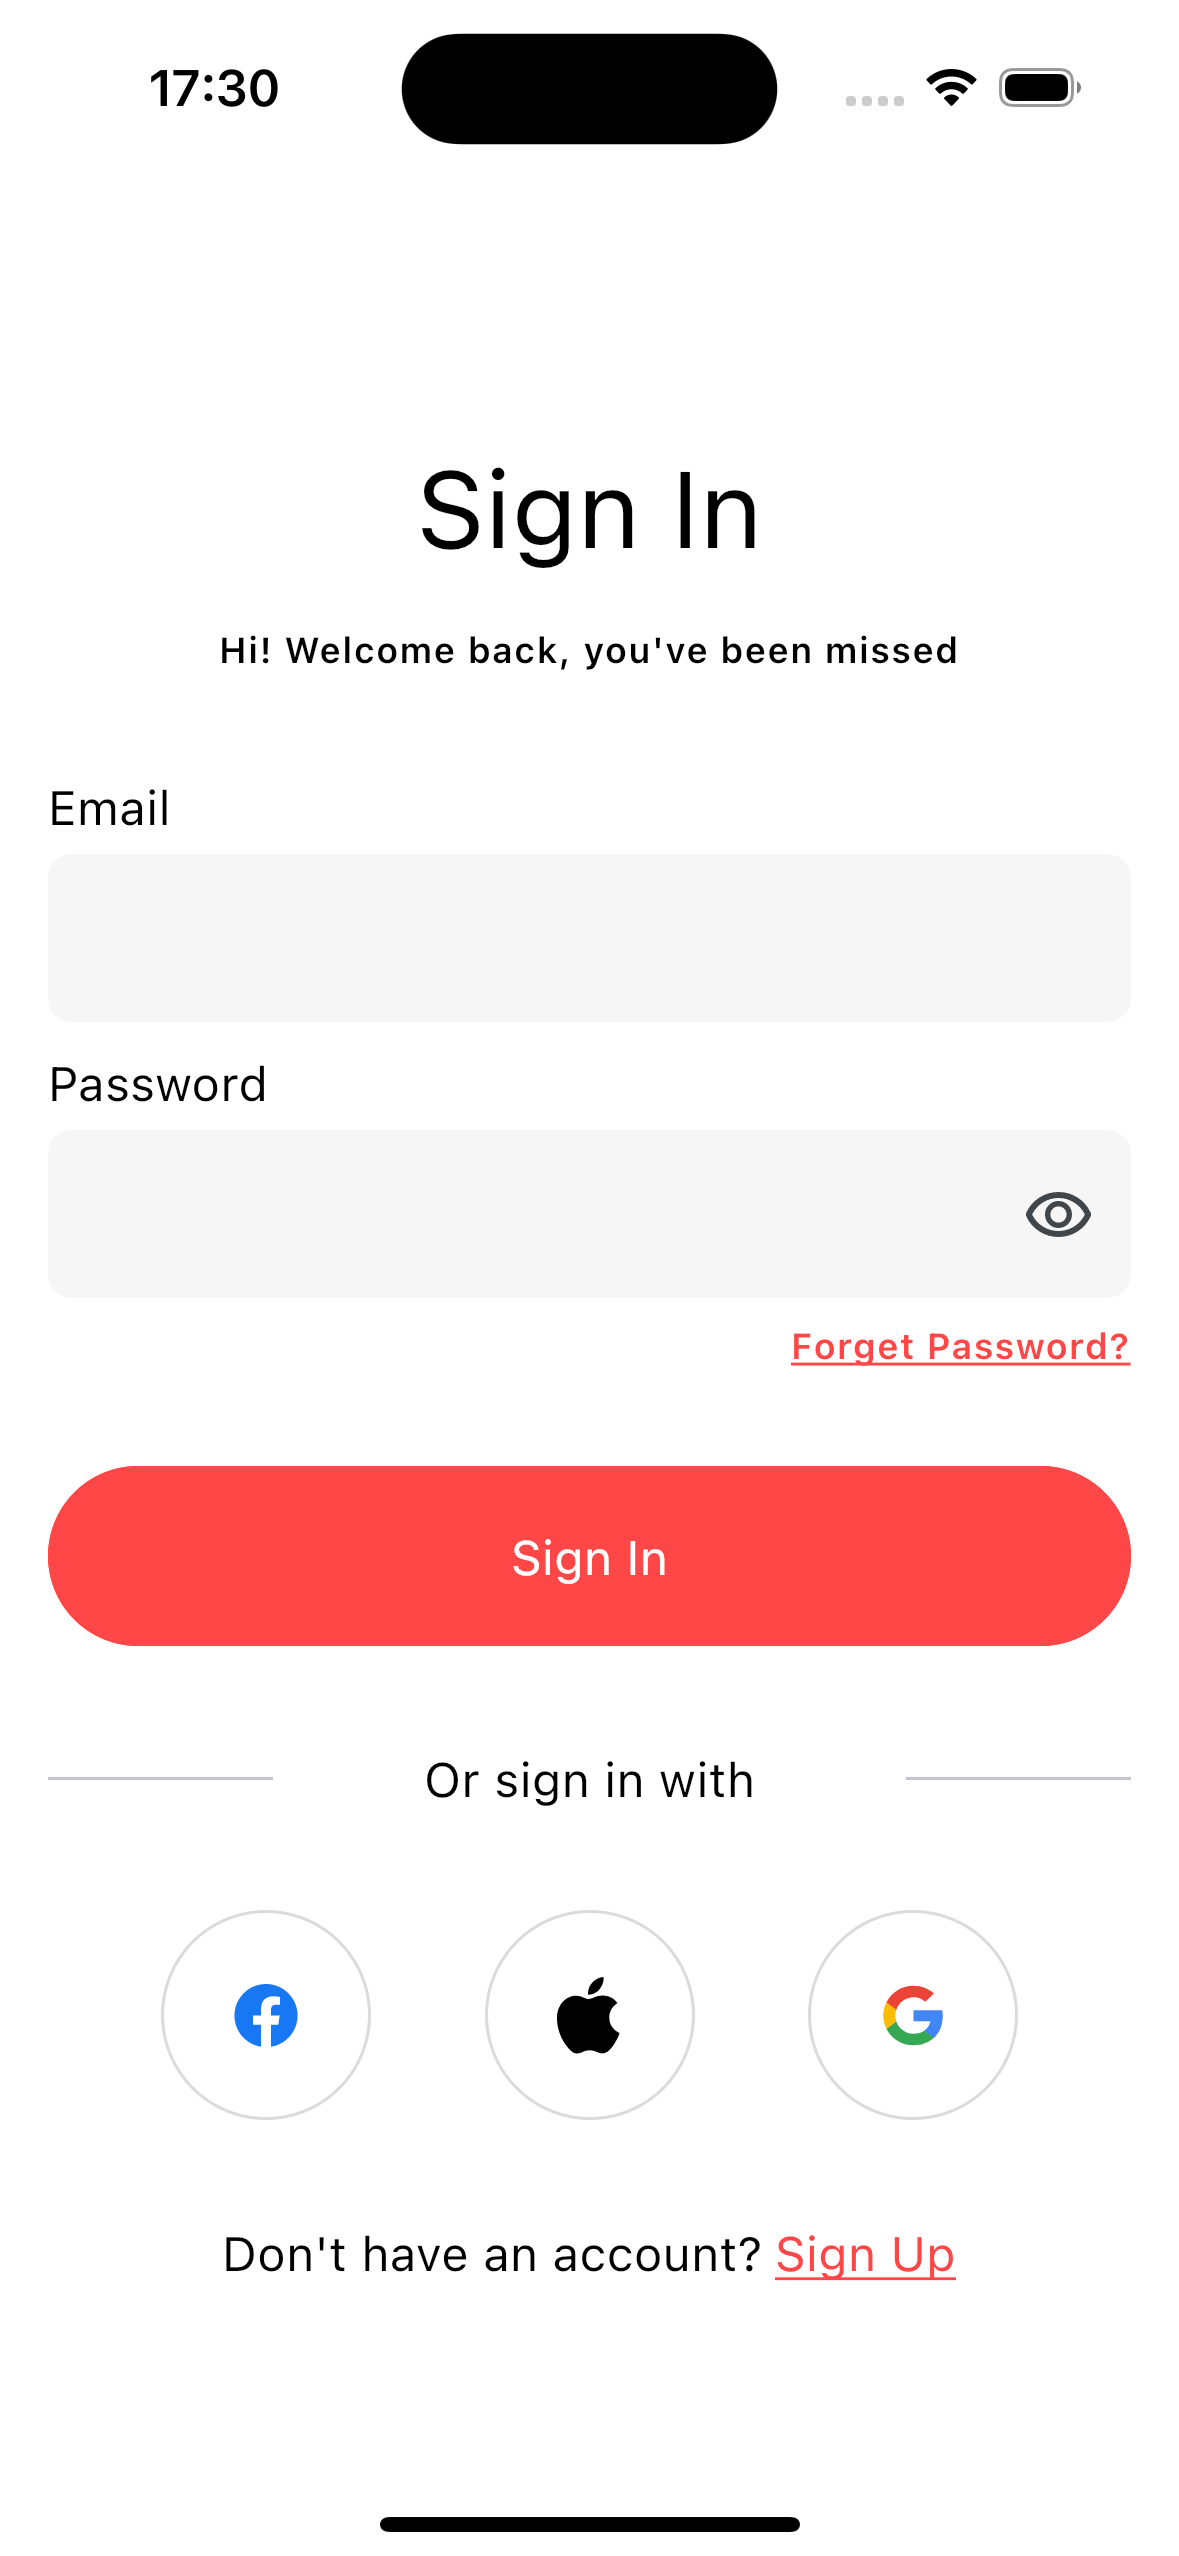 17:30
Sign In
Hi! Welcome back, you've been missed
Email
Password
Forget Password?
Sign In
Or sign in with
Don't have an account? Sign Up